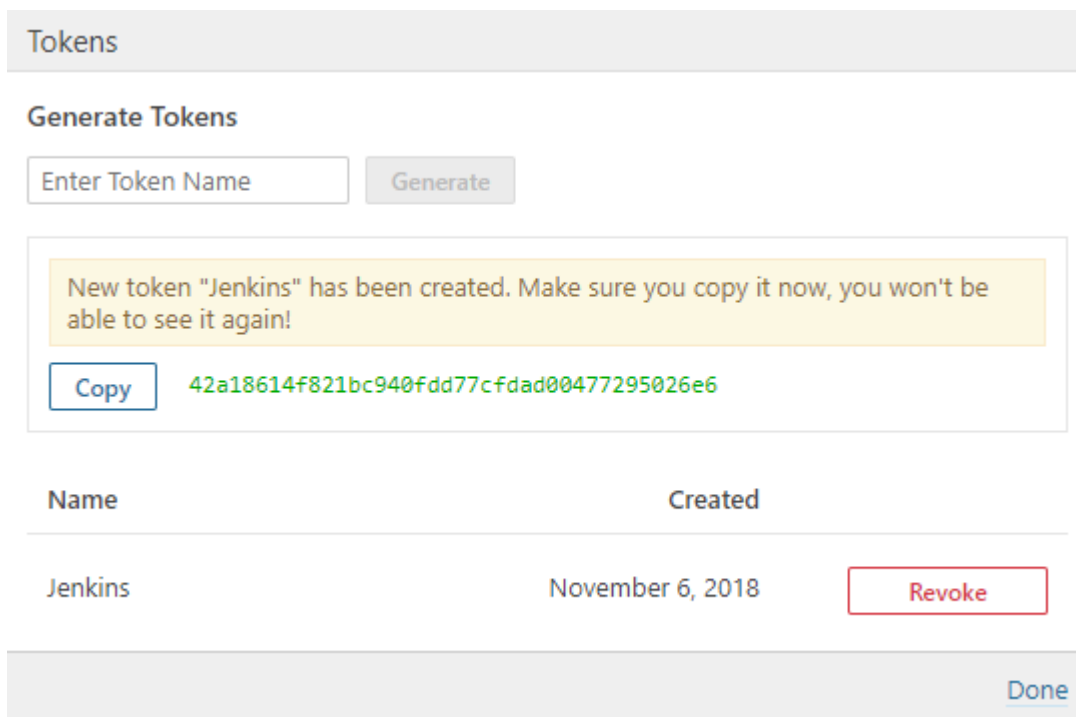 Tokens
Generate Tokens
Enter Token Name
Generate
New token "Jenkins" has been created. Make sure you copy it now, you won't be
able to see it again!
Copy
42a18614f821bc940fdd77cfdad00477295026e6
Name Created
Jenkins November 6, 2018 Revoke
Done